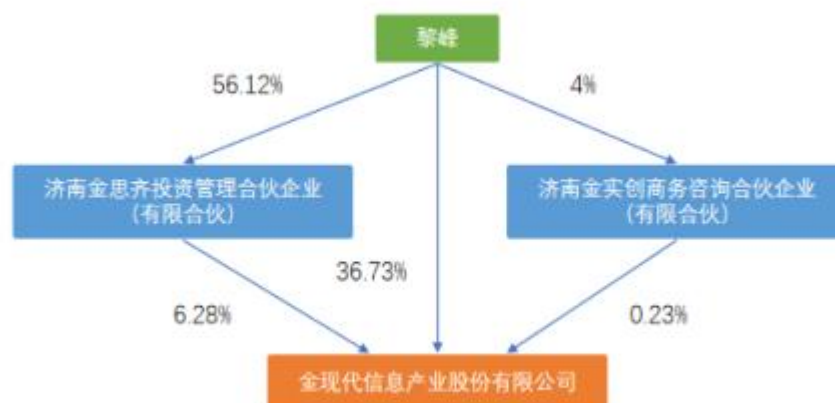 黎峰
56.12%
4%
济南金思齐投资管理合伙企业
(有限合伙)
济南金实创商务咨询合伙企业
(有限合伙)
36.73%
6.28%
0.23%
金现代信息产业股份有限公司